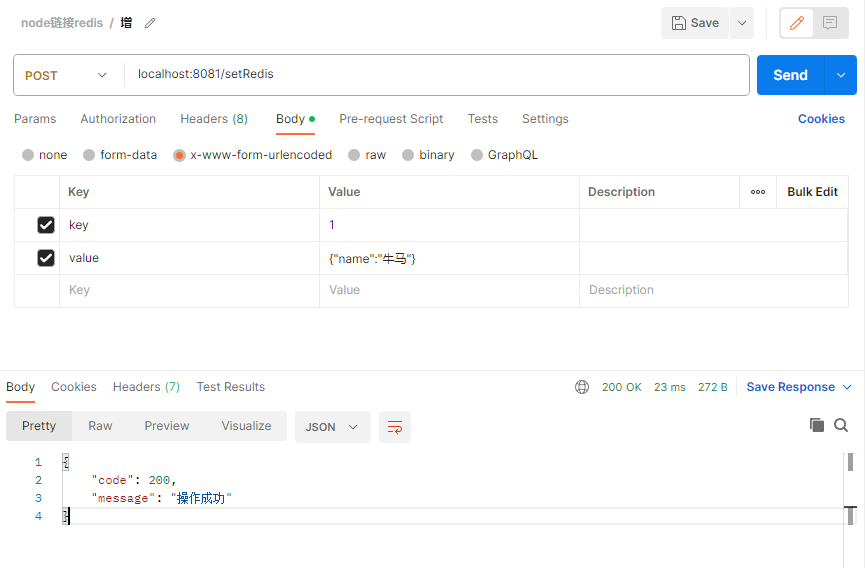 node链接redis / 增 Save
POST localhost:8081/setRedis Send
Params Authorization Headers (8) Body Pre-request Script Tests Settings Cookies
none form-data x-www-form-urlencoded raw binary GraphQL
Key Value Description ooo Bulk Edit
key 1
value {"name":"牛马"}
Key Value Description
Body Cookies Headers (7) Test Results 200 OK 23 ms 272 B Save Response
Pretty Raw Preview Visualize JSON
1 {
2 "code": 200,
3 "message": "操作成功"
4 }